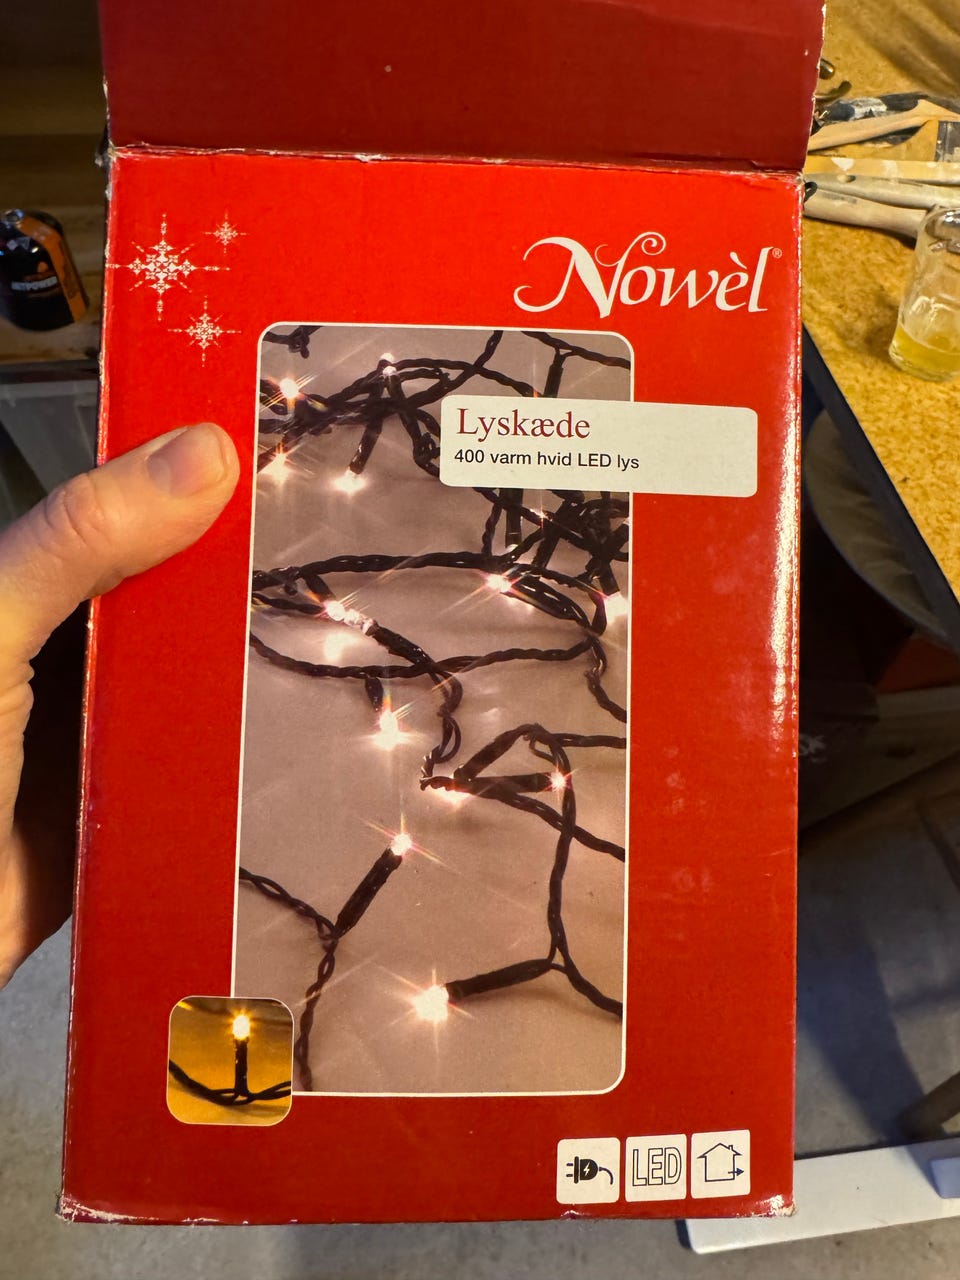 Nowèl®
Lyskæde
400 varm hvid LED lys
LED